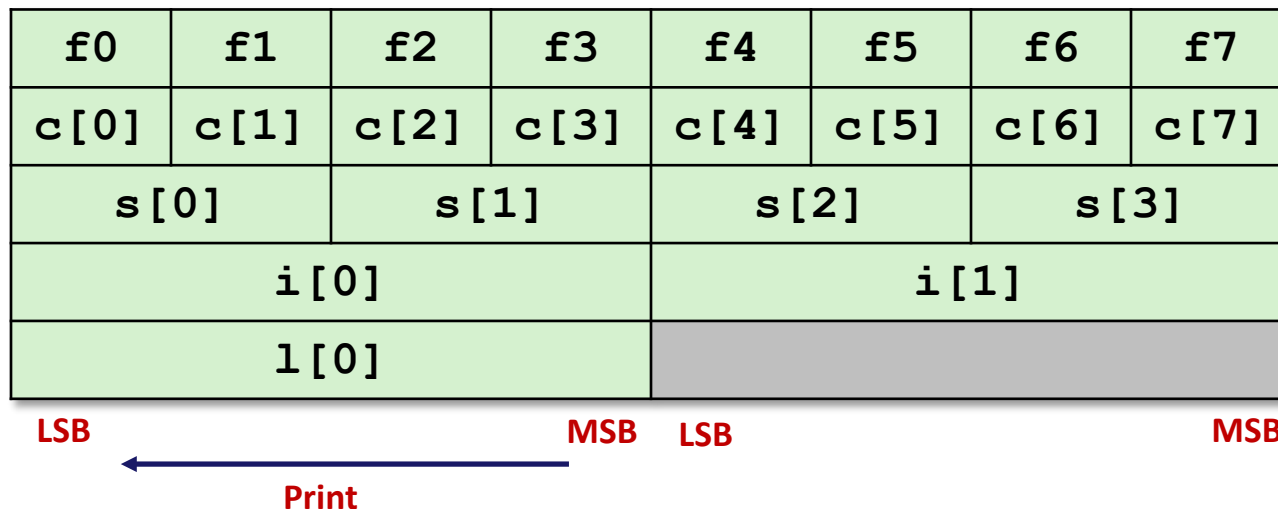 f0 f1 f2 f3 f4 f5 f6 f7
c[0] c[1] c[2] c[3] c[4] c[5] c[6] c[7]
s[0] s[1] s[2] s[3]
i[0] i[1]
l[0]
LSB MSB LSB MSB
Print